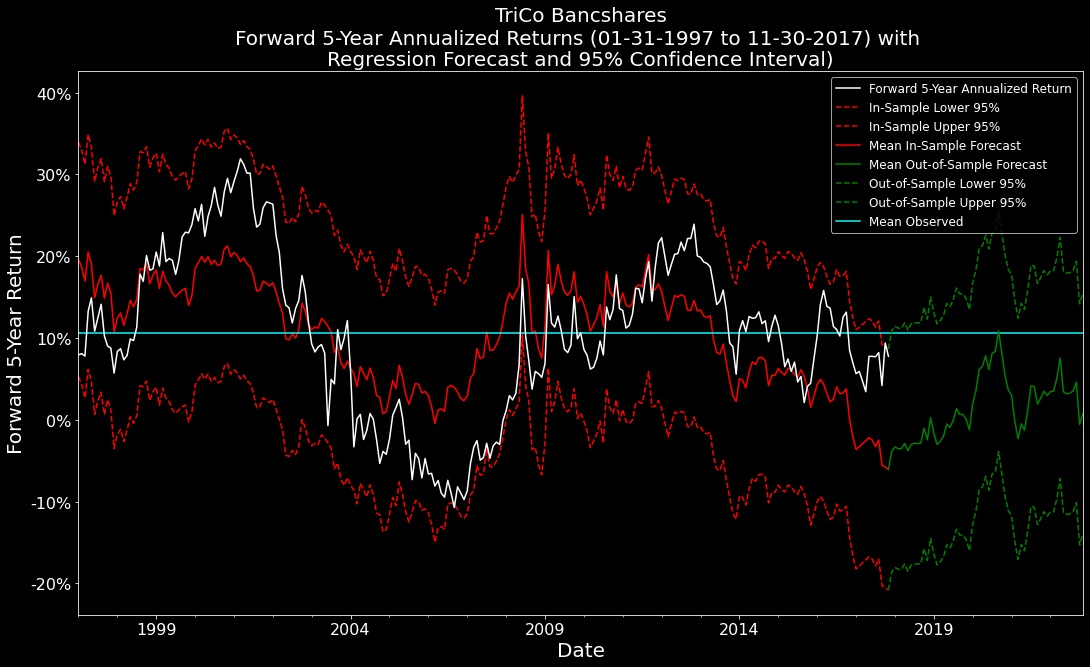 TriCo Bancshares
Forward 5-Year Annualized Returns (01-31-1997 to 11-30-2017) with
Regression Forecast and 95% Confidence Interval)
Forward 5-Year Annualized Return
In-Sample Lower 95%
In-Sample Upper 95%
Mean In-Sample Forecast
Mean Out-of-Sample Forecast
Out-of-Sample Lower 95%
Out-of-Sample Upper 95%
Mean Observed
Forward 5-Year Return
40%
30%
20%
10%
0%
-10%
-20%
1999
2004
2009
2014
2019
Date